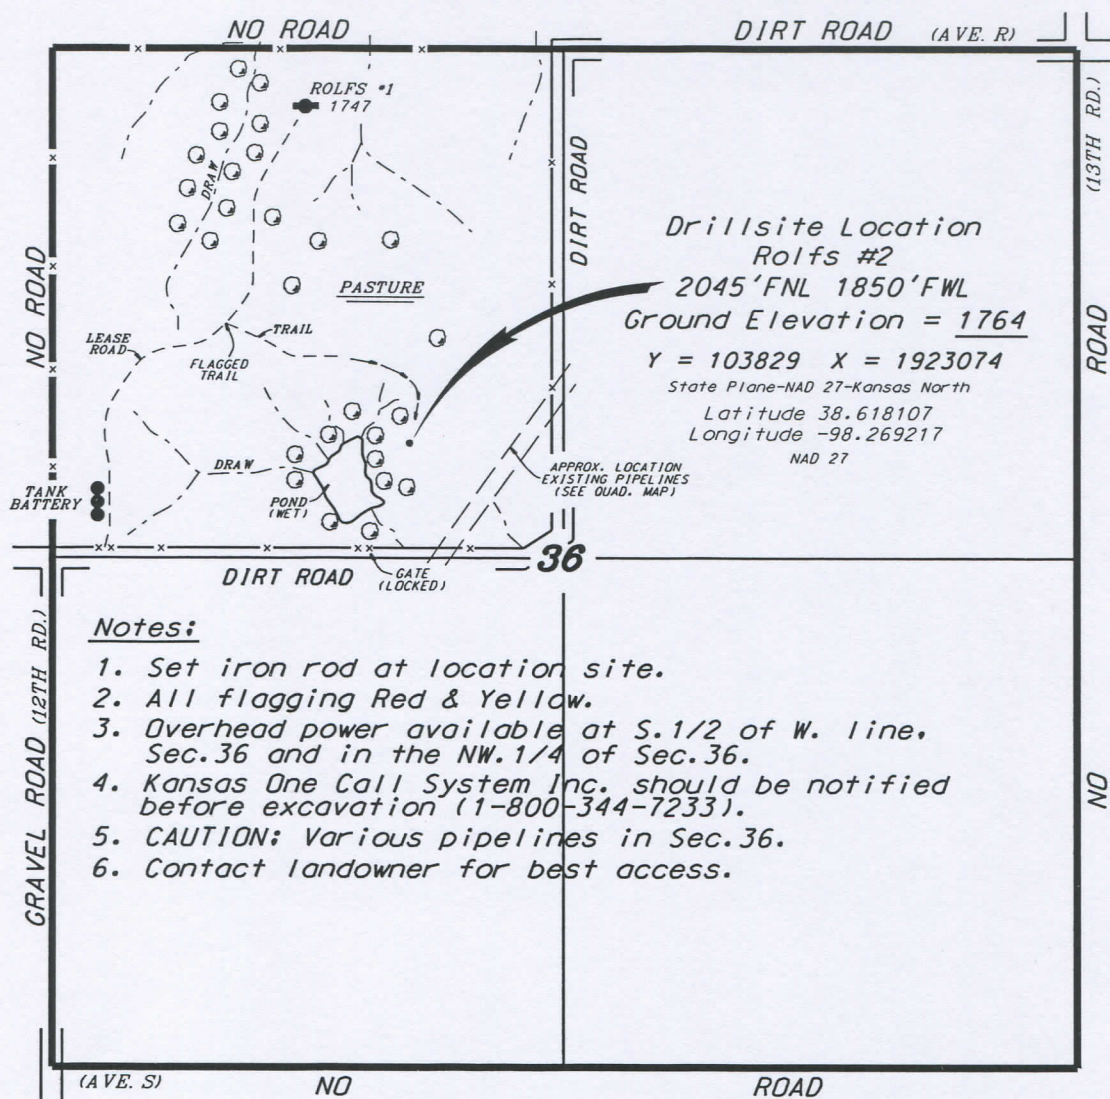 NO ROAD
DIRT ROAD (AVE. R)
(13TH RD.)
ROLFS #1
1747
DRAW
DIRT ROAD
NO ROAD
PASTURE
Drillsite Location
Rolfs #2
2045'FNL 1850'FWL
Ground Elevation = 1764
Y = 103829 X = 1923074
State Plane-NAD 27-Kansas North
Latitude 38.618107
Longitude -98.269217
NAD 27
ROAD
LEASE
ROAD
TRAIL
FLAGGED
TRAIL
DRAW
POND
(WET)
APPROX. LOCATION
EXISTING PIPELINES
(SEE QUAD. MAP)
TANK
BATTERY
36
DIRT ROAD
GATE
(LOCKED)
GRAVEL ROAD (12TH RD.)
Notes:
1. Set iron rod at location site.
2. All flagging Red & Yellow.
3. Overhead power available at S.1/2 of W. line,
Sec.36 and in the NW.1/4 of Sec.36.
4. Kansas One Call System Inc. should be notified
before excavation (1-800-344-7233).
5. CAUTION: Various pipelines in Sec.36.
6. Contact landowner for best access.
NO
(AVE. S)
NO
ROAD